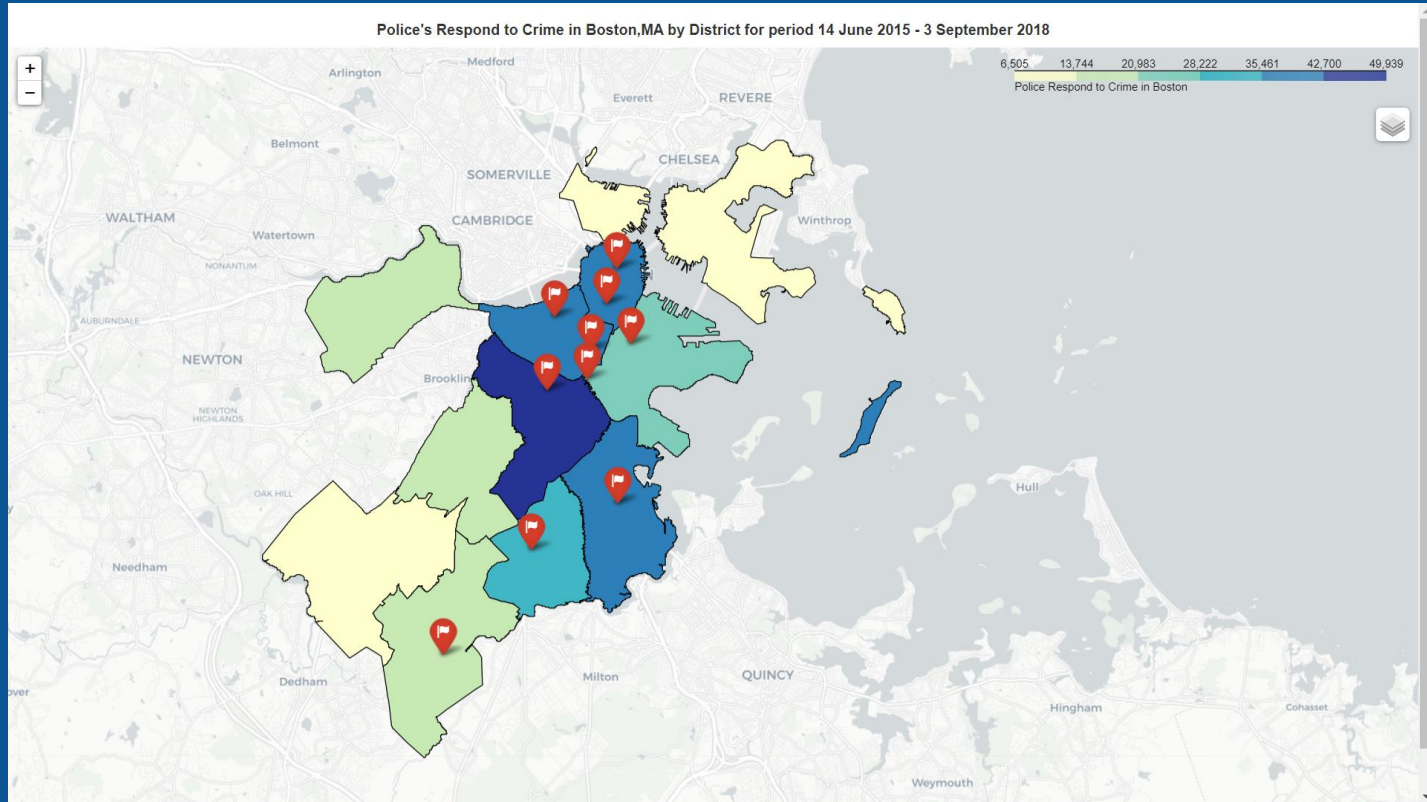 Police's Respond to Crime in Boston,MA by District for period 14 June 2015 - 3 September 2018
+
−
6,505 13,744 20,983 28,222 35,461 42,700 49,939
Police Respond to Crime in Boston
Medford
Arlington
Everett
REVERE
Belmont
CHELSEA
SOMERVILLE
WALTHAM
CAMBRIDGE
Winthrop
Watertown
NONANTUM
AUBURNDALE
NEWTON
Brooklin
NEWTON
HIGHLANDS
OAK HILL
Hull
Needham
Dedham
Milton
QUINCY
Hingham
Cohasset
over
Weymouth